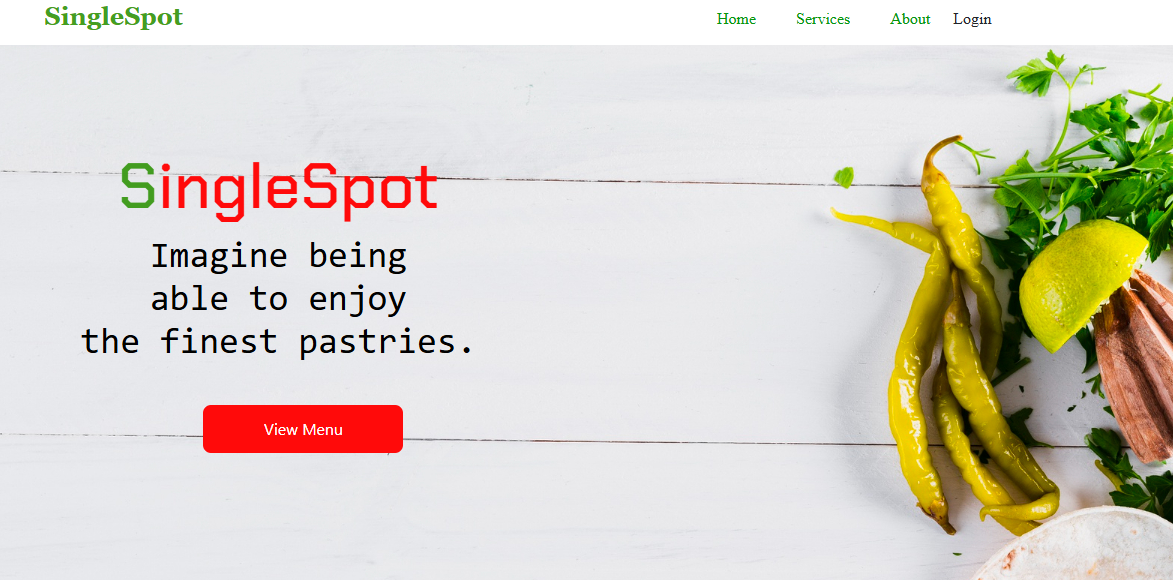 SingleSpot
Home Services About Login
SingleSpot
Imagine being
able to enjoy
the finest pastries.
View Menu